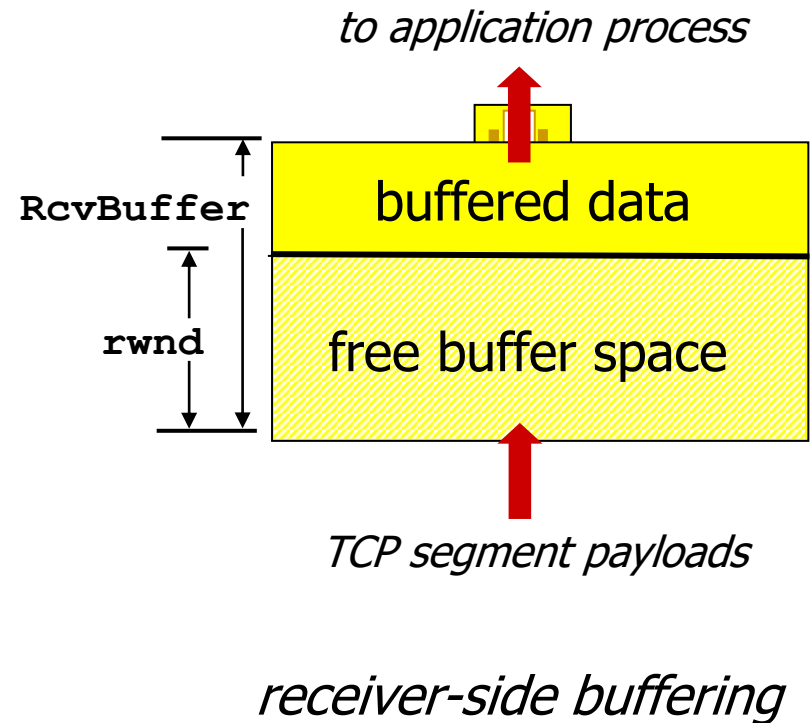 to application process
RcvBuffer
buffered data
rwnd
free buffer space
TCP segment payloads
receiver-side buffering